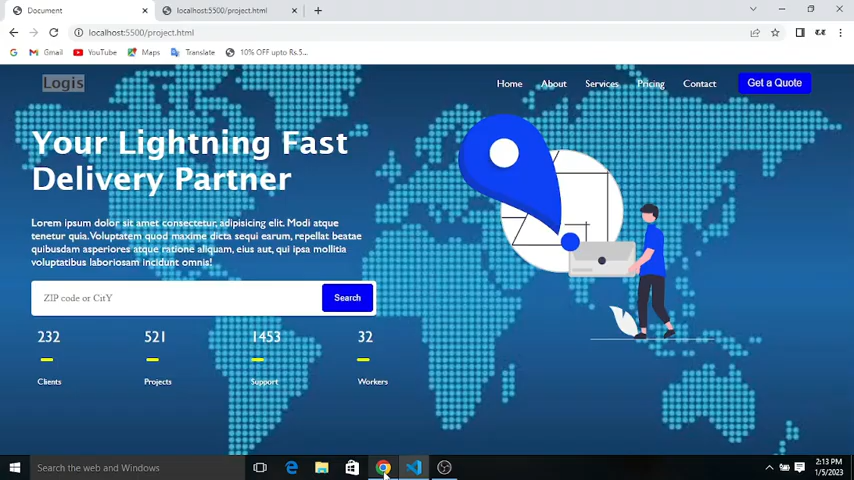 Document
localhost:5500/project.html
localhost:5500/project.html
Gmail
YouTube
Maps
Translate
10% OFF upto Rs.5...
Logis
Home
About
Services
Pricing
Contact
Get a Quote
Your Lightning Fast
Delivery Partner
Lorem ipsum dolor sit amet consectetur, adipisicing elit. Modi atque
tenetur quia.Voluptatem quod maxime dicta sequi earum, repellat beatae
quibusdam asperiores atque ratione aliquam, eius aut, qui ipsa mollitia
voluptatibus laboriosam incidunt omnis!
ZIP code or CitY
Search
232
521
1453
32
Clients
Projects
Support
Workers
Search the web and Windows
2:13 PM
1/5/2023